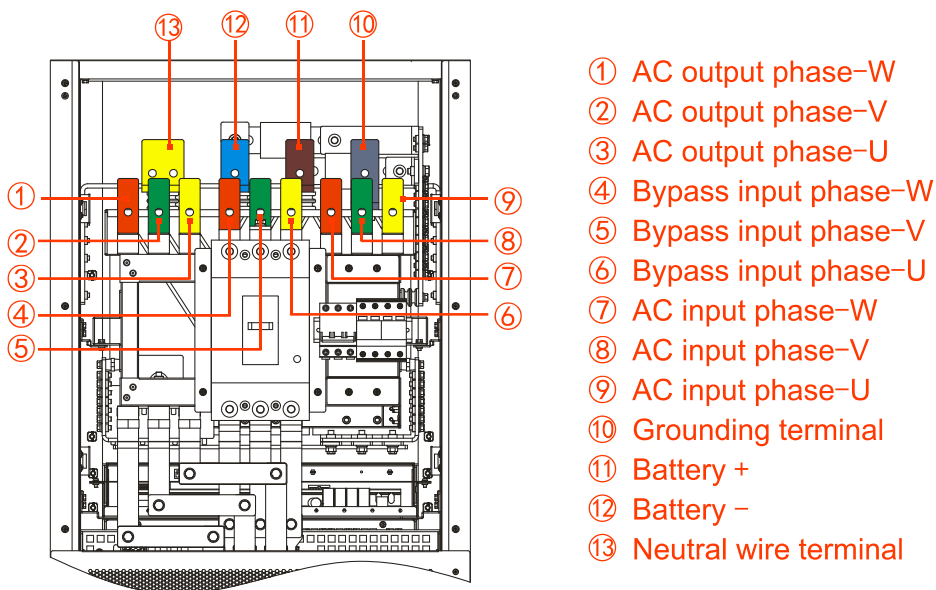 ⑬ ⑫ ⑪ ⑩
①
②
③
④
⑤
⑨
⑧
⑦
⑥
① AC output phase-W
② AC output phase-V
③ AC output phase-U
④ Bypass input phase-W
⑤ Bypass input phase-V
⑥ Bypass input phase-U
⑦ AC input phase-W
⑧ AC input phase-V
⑨ AC input phase-U
⑩ Grounding terminal
⑪ Battery +
⑫ Battery -
⑬ Neutral wire terminal